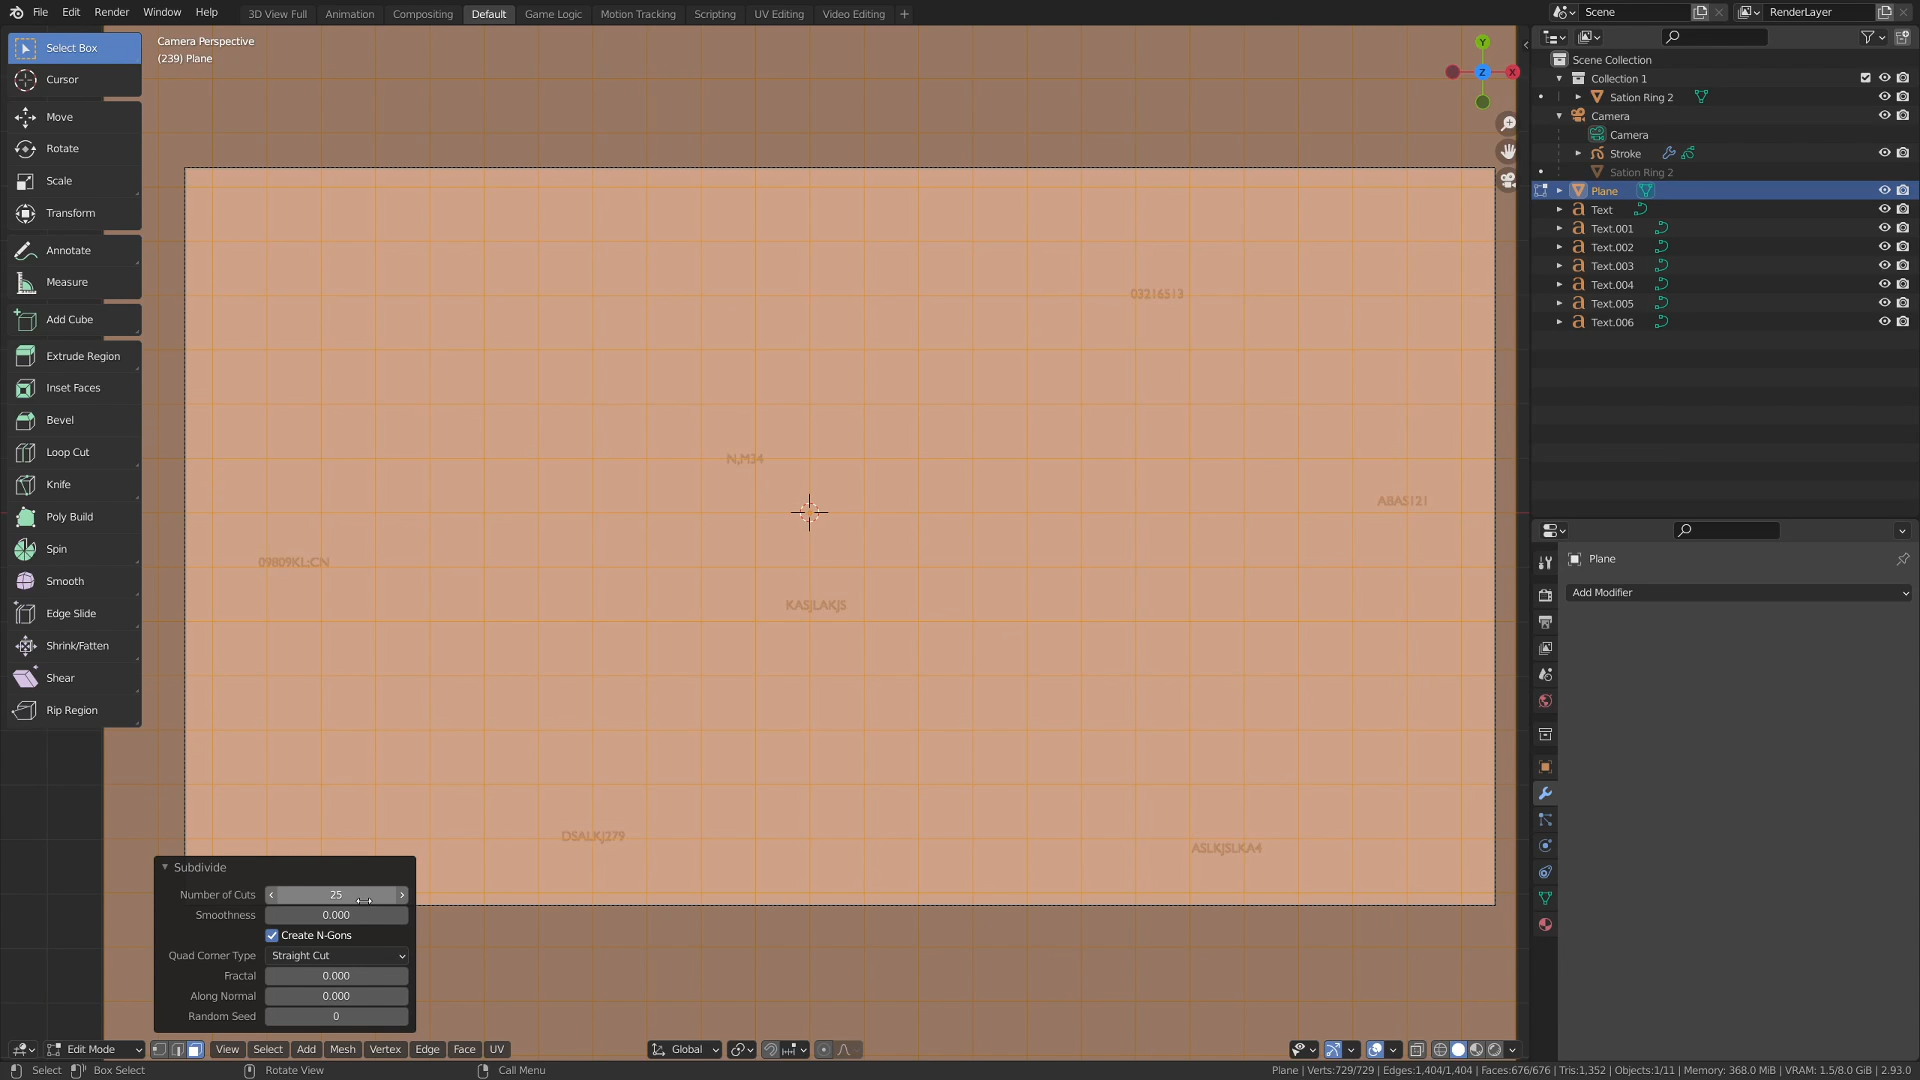 File Edit Render Window Help 3D View Full Animation Compositing Default Game Logic Motion Tracking Scripting UV Editing Video Editing Scene RenderLayer
Select Box
Cursor
Move
Rotate
Scale
Transform
Annotate
Measure
Add Cube
Extrude Region
Inset Faces
Bevel
Loop Cut
Knife
Poly Build
Spin
Smooth
Edge Slide
Shrink/Fatten
Shear
Rip Region
Camera Perspective
(239) Plane
Y
Z
X
03216513
N,M34
ABAS121
09809KL;CN
KASJLAKJS
DSALKJ279
ASLKJSLKA4
Subdivide
Number of Cuts 25
Smoothness 0.000
Create N-Gons
Quad Corner Type Straight Cut
Fractal 0.000
Along Normal 0.000
Random Seed 0
Scene Collection
Collection 1
Sation Ring 2
Camera
Camera
Stroke
Sation Ring 2
Plane
Text
Text.001
Text.002
Text.003
Text.004
Text.005
Text.006
Plane
Add Modifier
Edit Mode View Select Add Mesh Vertex Edge Face UV Global
Select Box Select Rotate View Call Menu Plane | Verts:729/729 | Edges:1,404/1,404 | Faces:676/676 | Tris:1,352 | Objects:1/11 | Memory: 368.0 MiB | VRAM: 1.5/8.0 GiB | 2.93.0